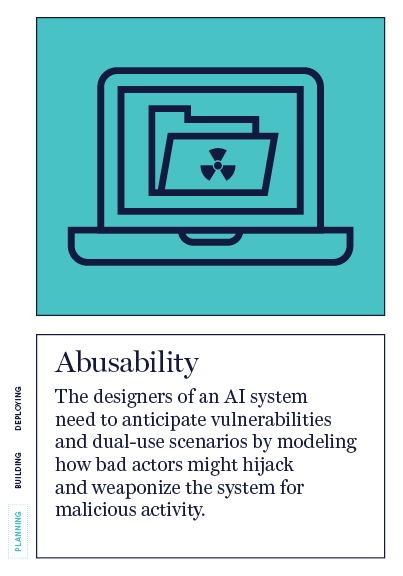 Abusability
The designers of an AI system
need to anticipate vulnerabilities
and dual-use scenarios by modeling
how bad actors might hijack
and weaponize the system for
malicious activity.
DEPLOYING
BUILDING
PLANNING